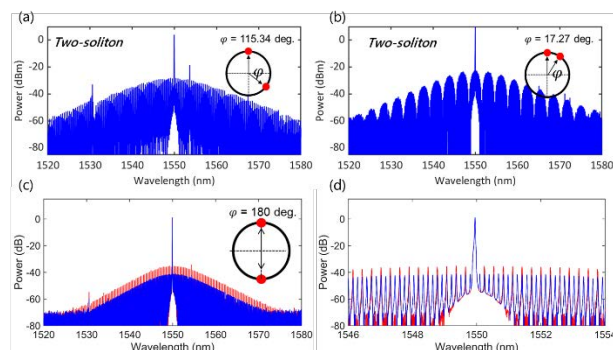 (a)
Two-soliton
φ = 115.34 deg.
φ
Power (dB)
0
-20
-40
-60
-80
1520 1530 1540 1550 1560 1570 1580
Wavelength (nm)
(b)
Two-soliton
φ = 17.27 deg.
φ
Power (dB)
0
-20
-40
-60
-80
1520 1530 1540 1550 1560 1570 1580
Wavelength (nm)
(c)
φ = 180 deg.
Power (dB)
0
-20
-40
-60
-80
1520 1530 1540 1550 1560 1570 1580
Wavelength (nm)
(d)
Power (dB)
0
-20
-40
-60
-80
1546 1548 1550 1552 1554
Wavelength (nm)